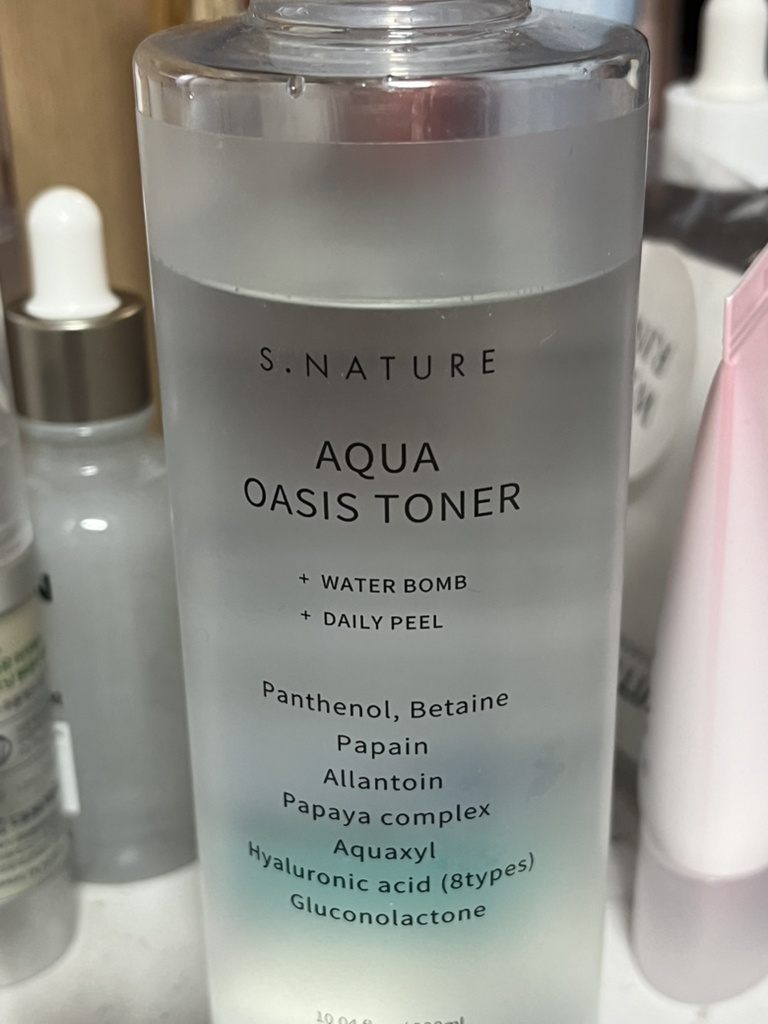 S.NATURE
AQUA
OASIS TONER
+ WATER BOMB
+ DAILY PEEL
Panthenol, Betaine
Papain
Allantoin
Papaya complex
Aquaxyl
Hyaluronic acid (8types)
Gluconolactone